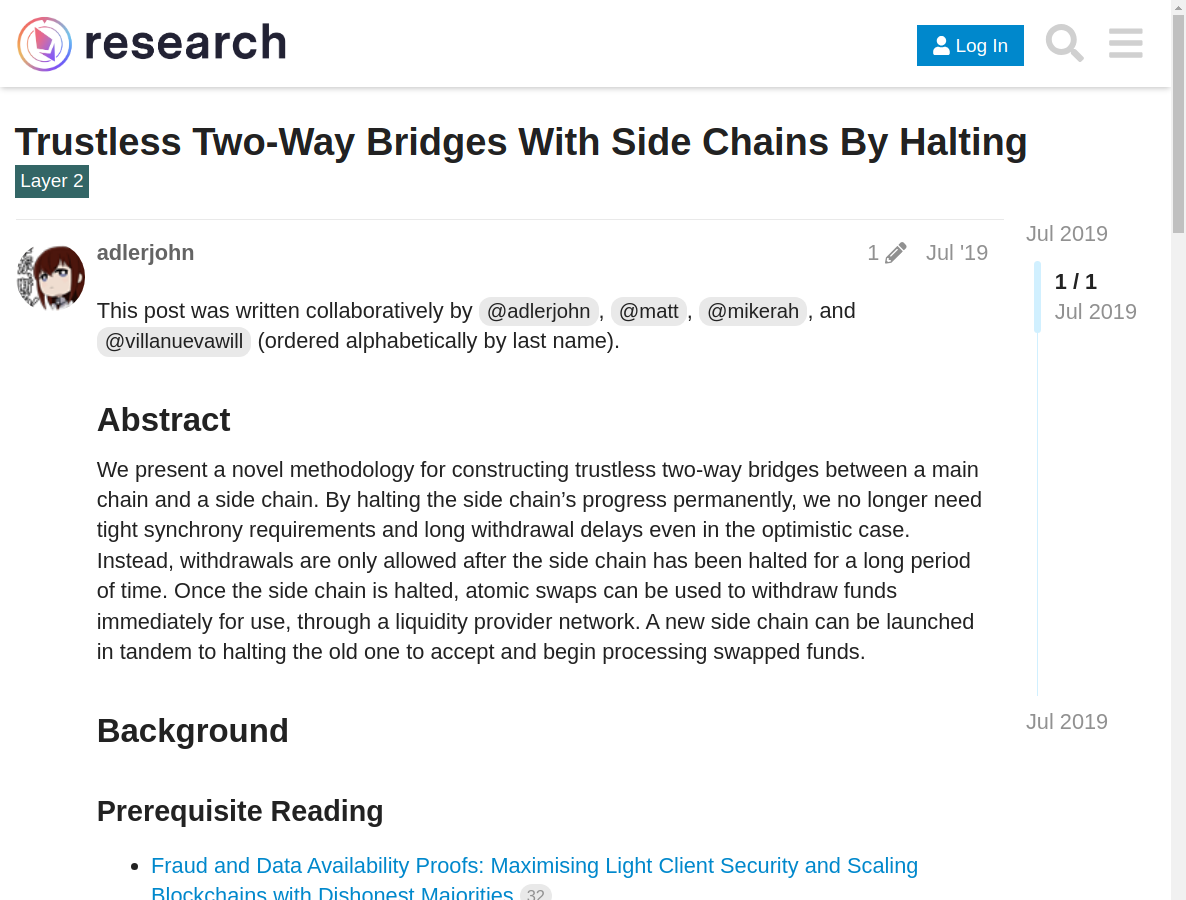 research
Log In
Trustless Two-Way Bridges With Side Chains By Halting
Layer 2
adlerjohn
1
Jul '19
This post was written collaboratively by @adlerjohn, @matt, @mikerah, and
@villanuevawill (ordered alphabetically by last name).
Abstract
We present a novel methodology for constructing trustless two-way bridges between a main
chain and a side chain. By halting the side chain’s progress permanently, we no longer need
tight synchrony requirements and long withdrawal delays even in the optimistic case.
Instead, withdrawals are only allowed after the side chain has been halted for a long period
of time. Once the side chain is halted, atomic swaps can be used to withdraw funds
immediately for use, through a liquidity provider network. A new side chain can be launched
in tandem to halting the old one to accept and begin processing swapped funds.
Background
Prerequisite Reading
Fraud and Data Availability Proofs: Maximising Light Client Security and Scaling
Blockchains with Dishonest Majorities 32
Jul 2019
1 / 1
Jul 2019
Jul 2019